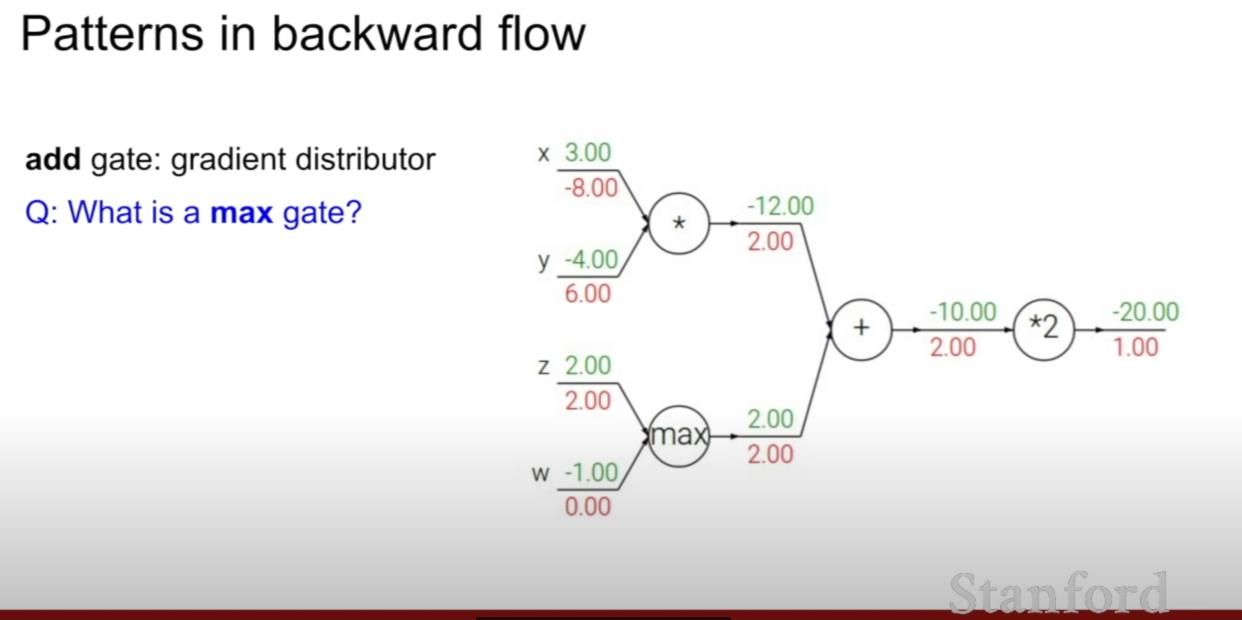 Patterns in backward flow
add gate: gradient distributor
Q: What is a max gate?
x 3.00
-8.00
y -4.00
6.00
*
-12.00
2.00
z 2.00
2.00
w -1.00
0.00
max
2.00
2.00
+
-10.00
2.00
*2
-20.00
1.00
Stanford